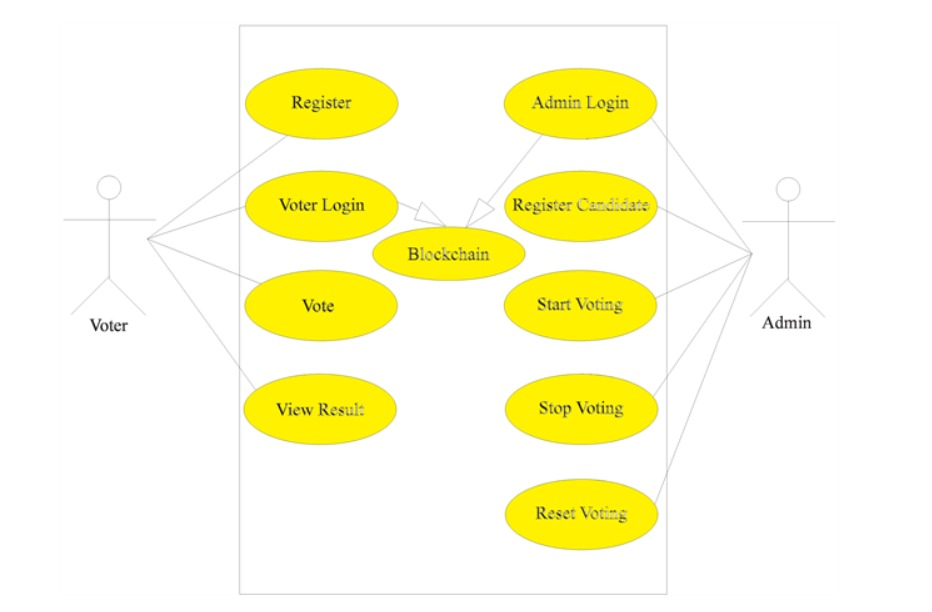 Register
Admin Login
Voter Login
Register Candidate
Blockchain
Vote
Start Voting
Voter
Admin
View Result
Stop Voting
Reset Voting